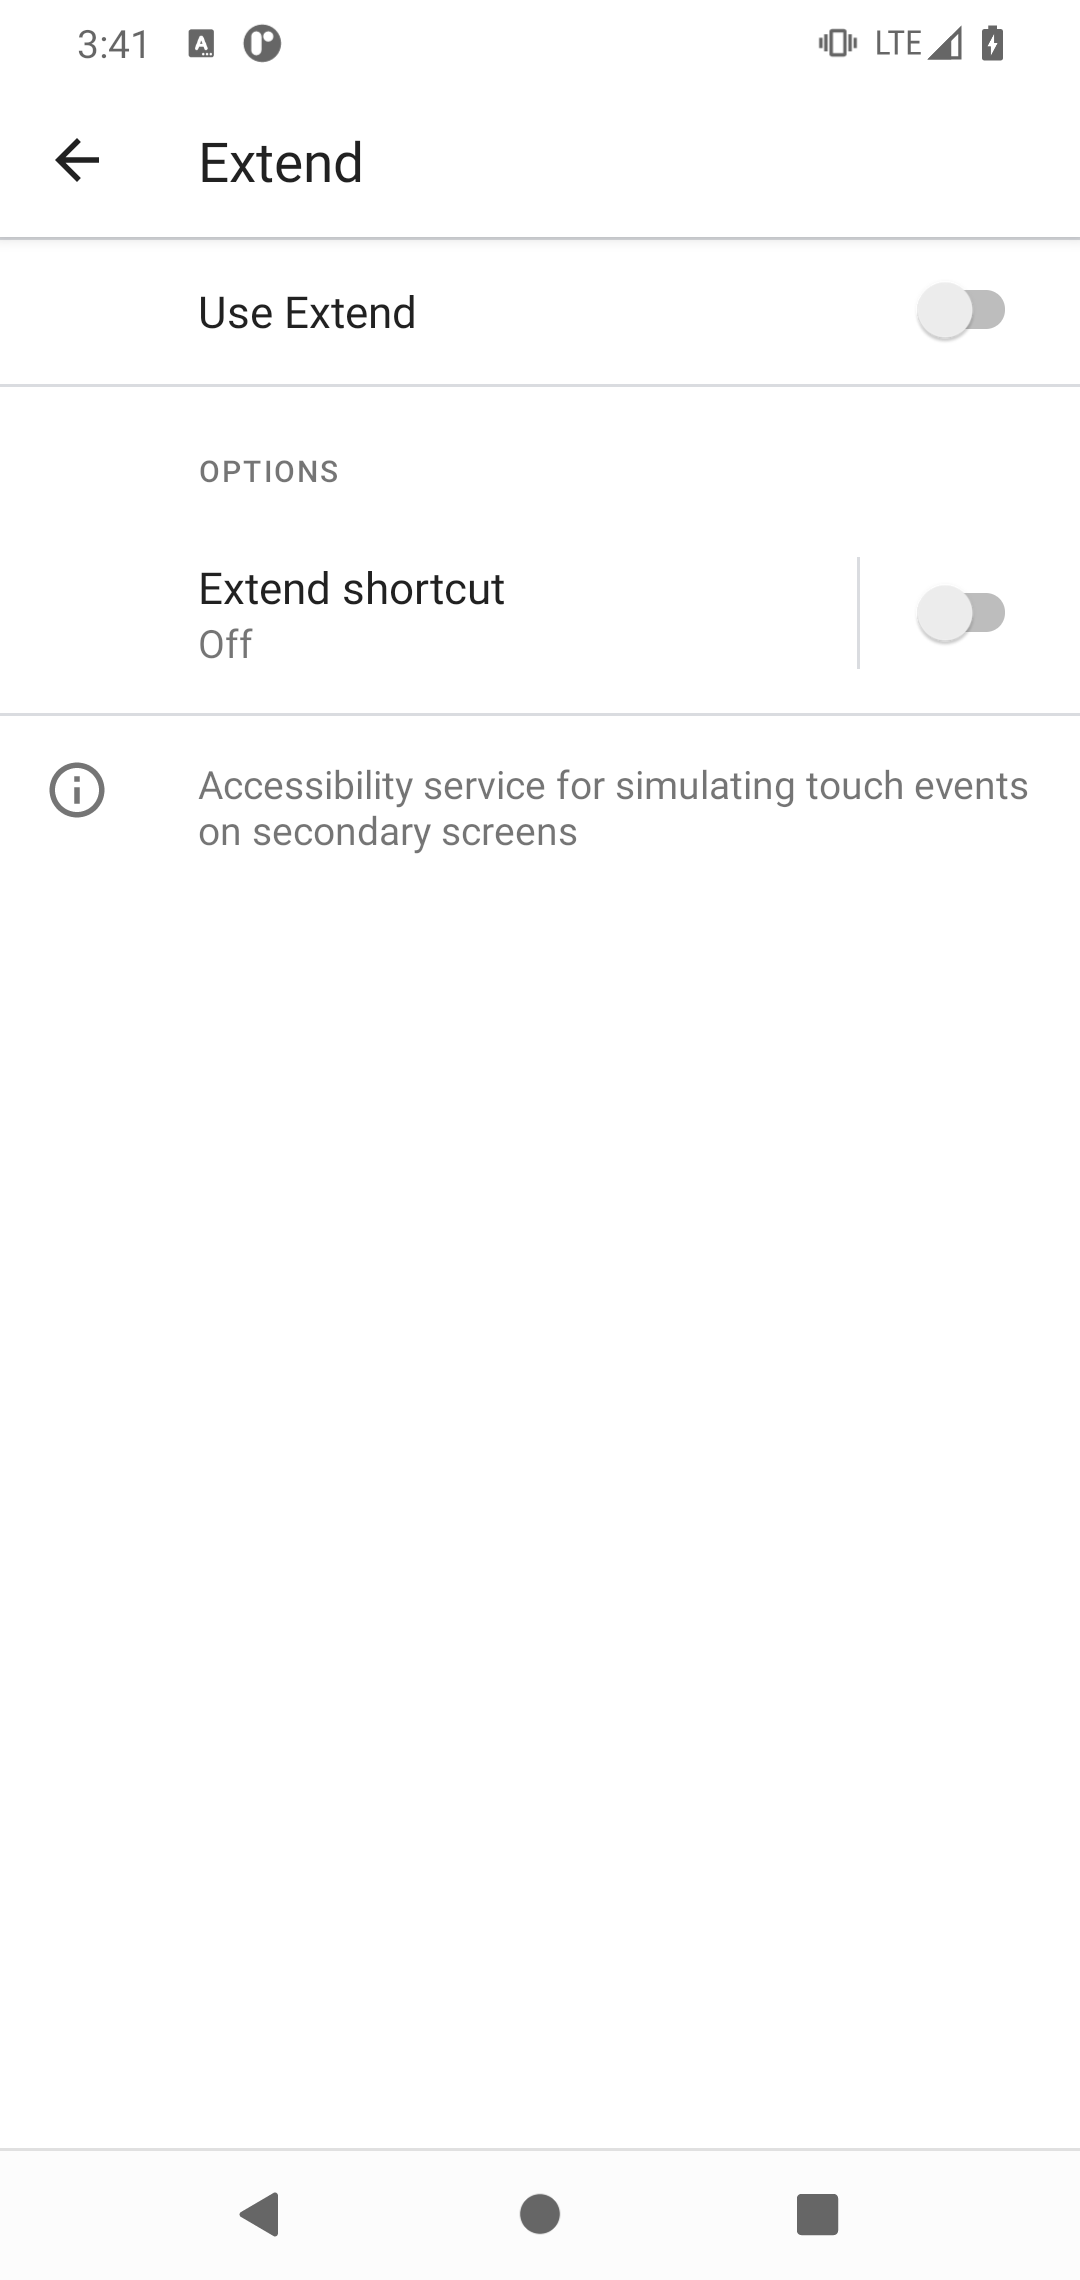 3:41
LTE
Extend
Use Extend
OPTIONS
Extend shortcut
Off
Accessibility service for simulating touch events
on secondary screens